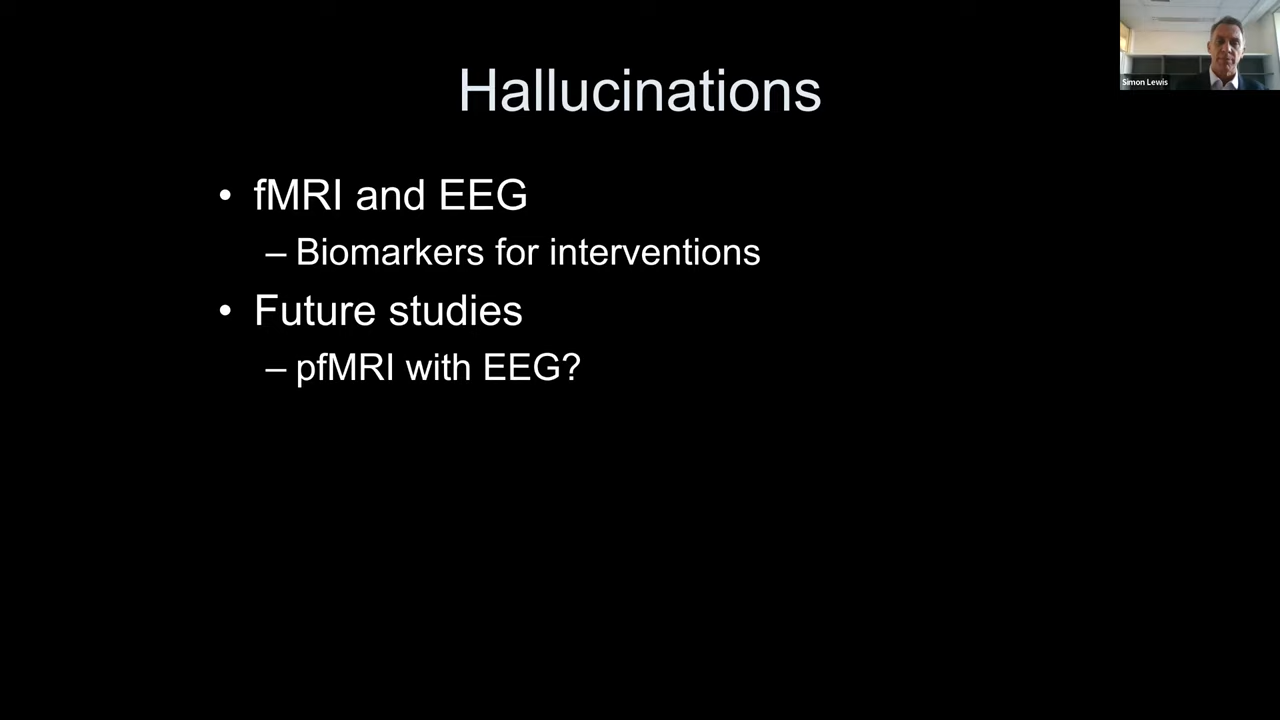 Hallucinations
Simon Lewis
• fMRI and EEG
– Biomarkers for interventions
• Future studies
– pfMRI with EEG?